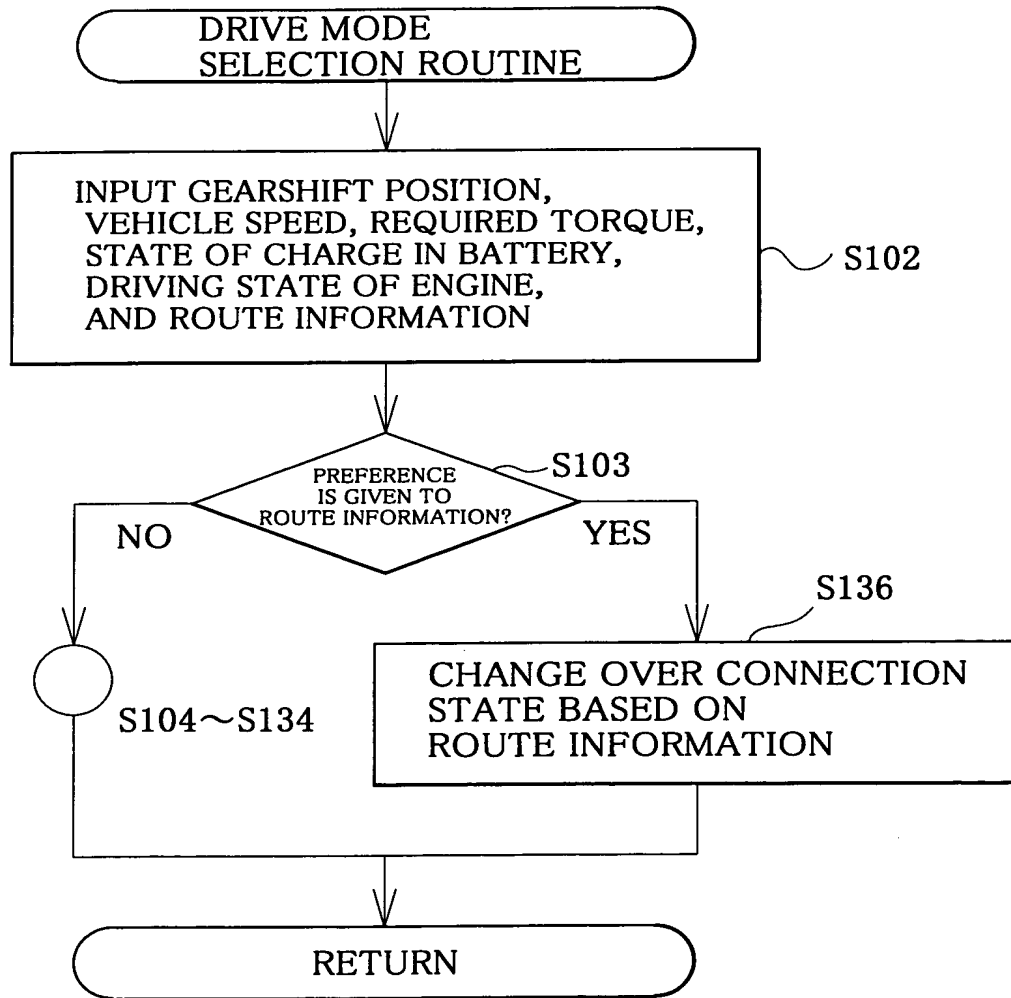 DRIVE MODE
SELECTION ROUTINE
INPUT GEARSHIFT POSITION,
VEHICLE SPEED, REQUIRED TORQUE,
STATE OF CHARGE IN BATTERY,
DRIVING STATE OF ENGINE,
AND ROUTE INFORMATION
S102
PREFERENCE
IS GIVEN TO
ROUTE INFORMATION?
S103
NO
YES
S136
S104～S134
CHANGE OVER CONNECTION
STATE BASED ON
ROUTE INFORMATION
RETURN